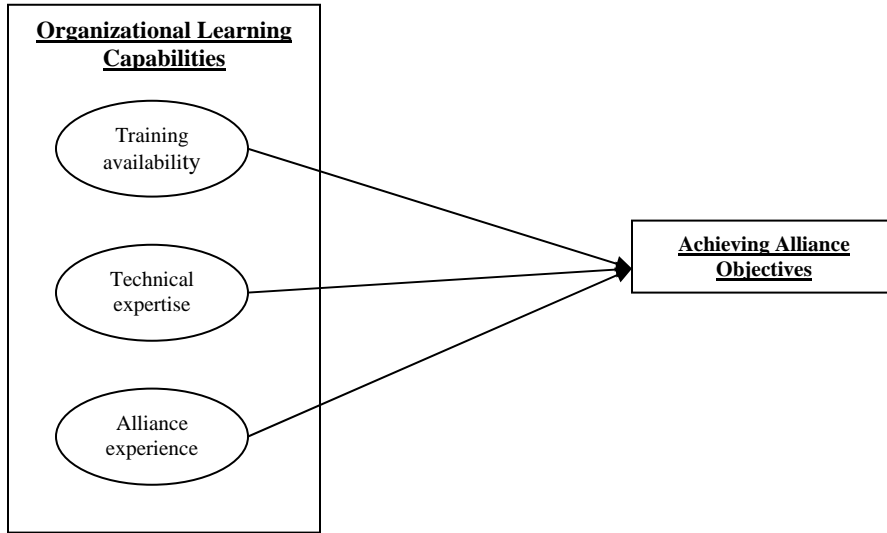 Organizational Learning
Capabilities
Training
availability
Technical
expertise
Alliance
experience
Achieving Alliance
Objectives